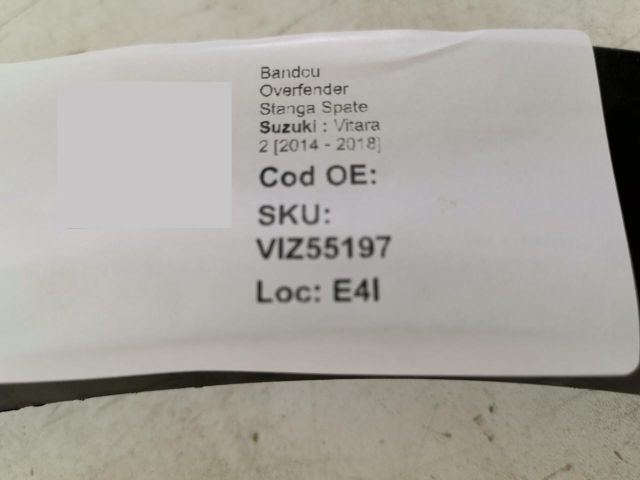 Bandou
Overfender
Stanga Spate
Suzuki : Vitara
2 [2014 - 2018]
Cod OE:
SKU:
VIZ55197
Loc: E4I